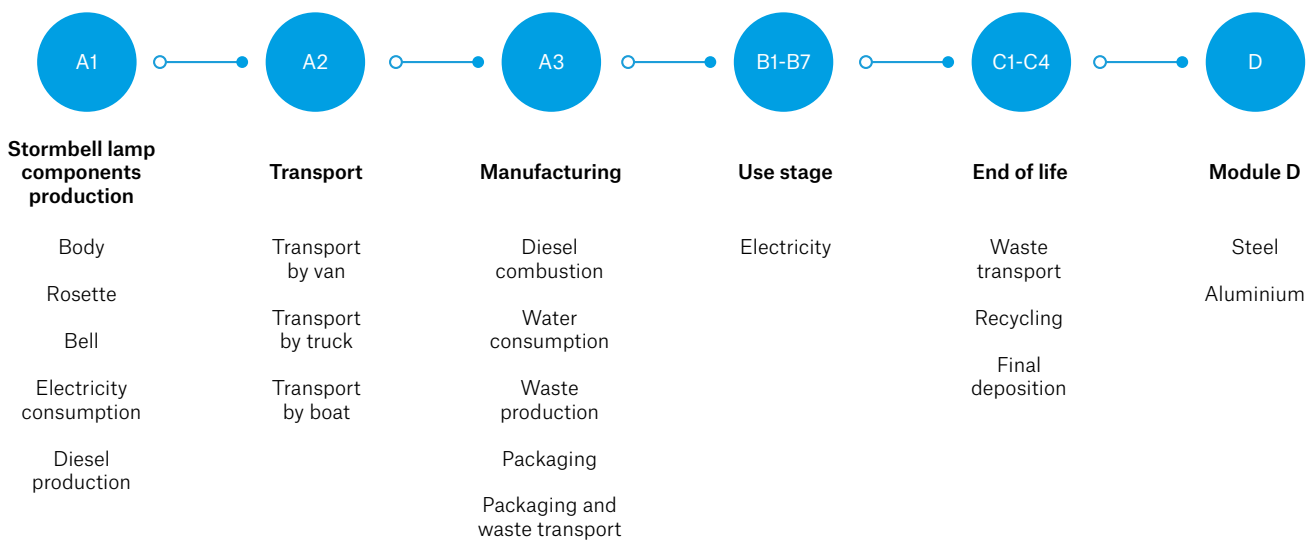 A1
A2
A3
B1-B7
C1-C4
D
Stormbell lamp
components
production
Transport
Manufacturing
Use stage
End of life
Module D
Body
Rosette
Bell
Electricity
consumption
Diesel
production
Transport
by van
Transport
by truck
Transport
by boat
Diesel
combustion
Water
consumption
Waste
production
Packaging
Packaging and
waste transport
Electricity
Waste
transport
Recycling
Final
deposition
Steel
Aluminium